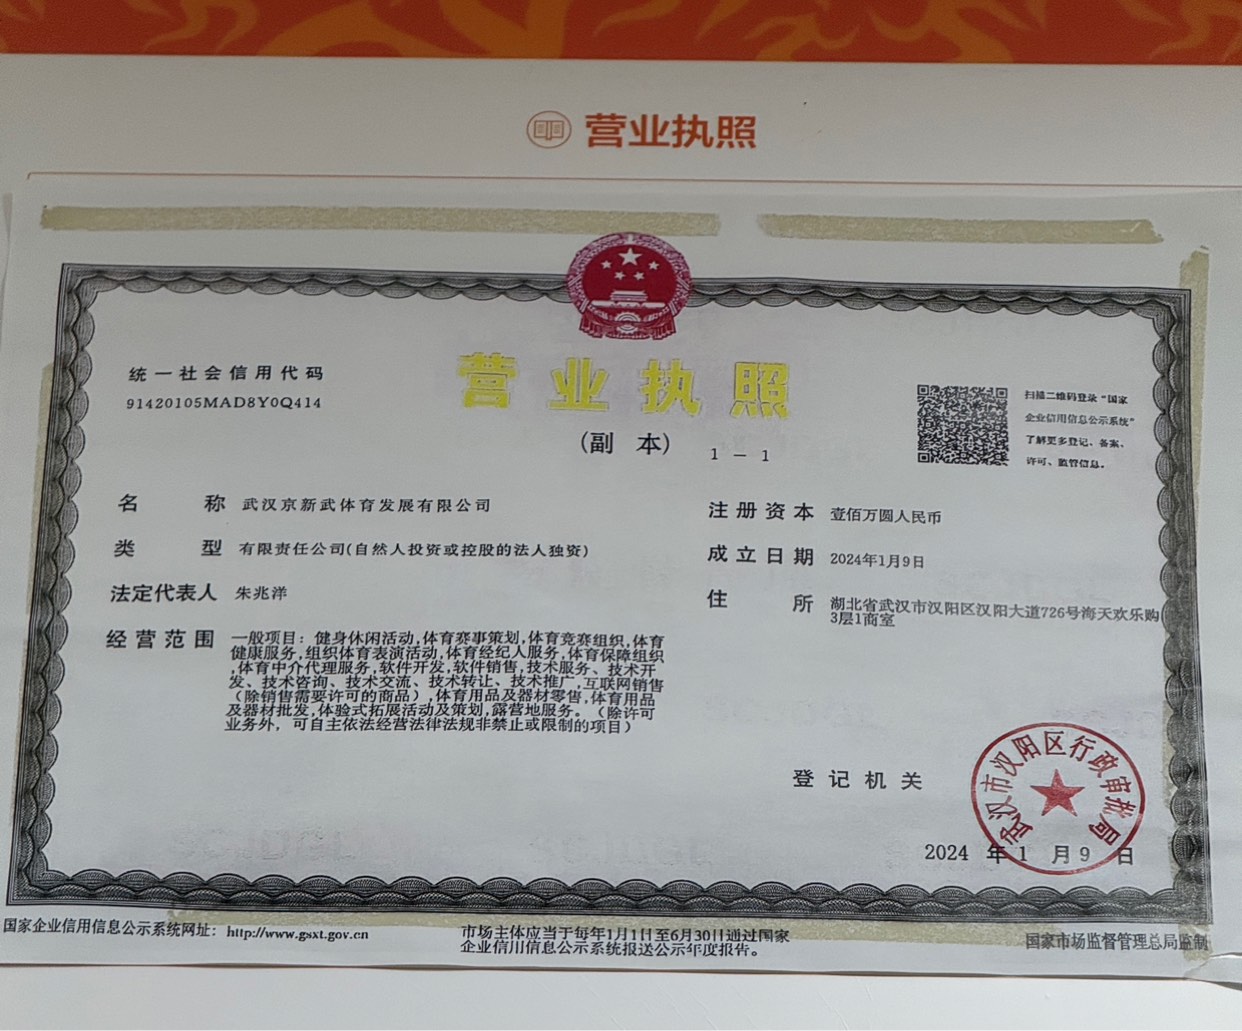 营业执照
统一社会信用代码
91420105MAD8Y0Q414
营业执照
(副 本) 1-1
扫描二维码登录“国家
企业信用信息公示系统”
了解更多登记、备案、
许可、监管信息。
名称 武汉京新武体育发展有限公司
类型 有限责任公司(自然人投资或控股的法人独资)
法定代表人 朱兆洋
经营范围 一般项目:健身休闲活动,体育赛事策划,体育竞赛组织,体育
健康服务,组织体育表演活动,体育经纪人服务,体育保障组织
,体育中介代理服务,软件开发,软件销售,技术服务、技术开
发、技术咨询、技术交流、技术转让、技术推广,互联网销售
(除销售需要许可的商品),体育用品及器材零售,体育用品
及器材批发,体验式拓展活动及策划,露营地服务。(除许可
业务外,可自主依法经营法律法规非禁止或限制的项目)
注册资本 壹佰万圆人民币
成立日期 2024年1月9日
住所 湖北省武汉市汉阳区汉阳大道726号海天欢乐购
3层1商室
登记机关
武汉市汉阳区行政审批局
2024 年 1 月 9 日
国家企业信用信息公示系统网址: http://www.gsxt.gov.cn
市场主体应当于每年1月1日至6月30日通过国家
企业信用信息公示系统报送公示年度报告。
国家市场监督管理总局监制